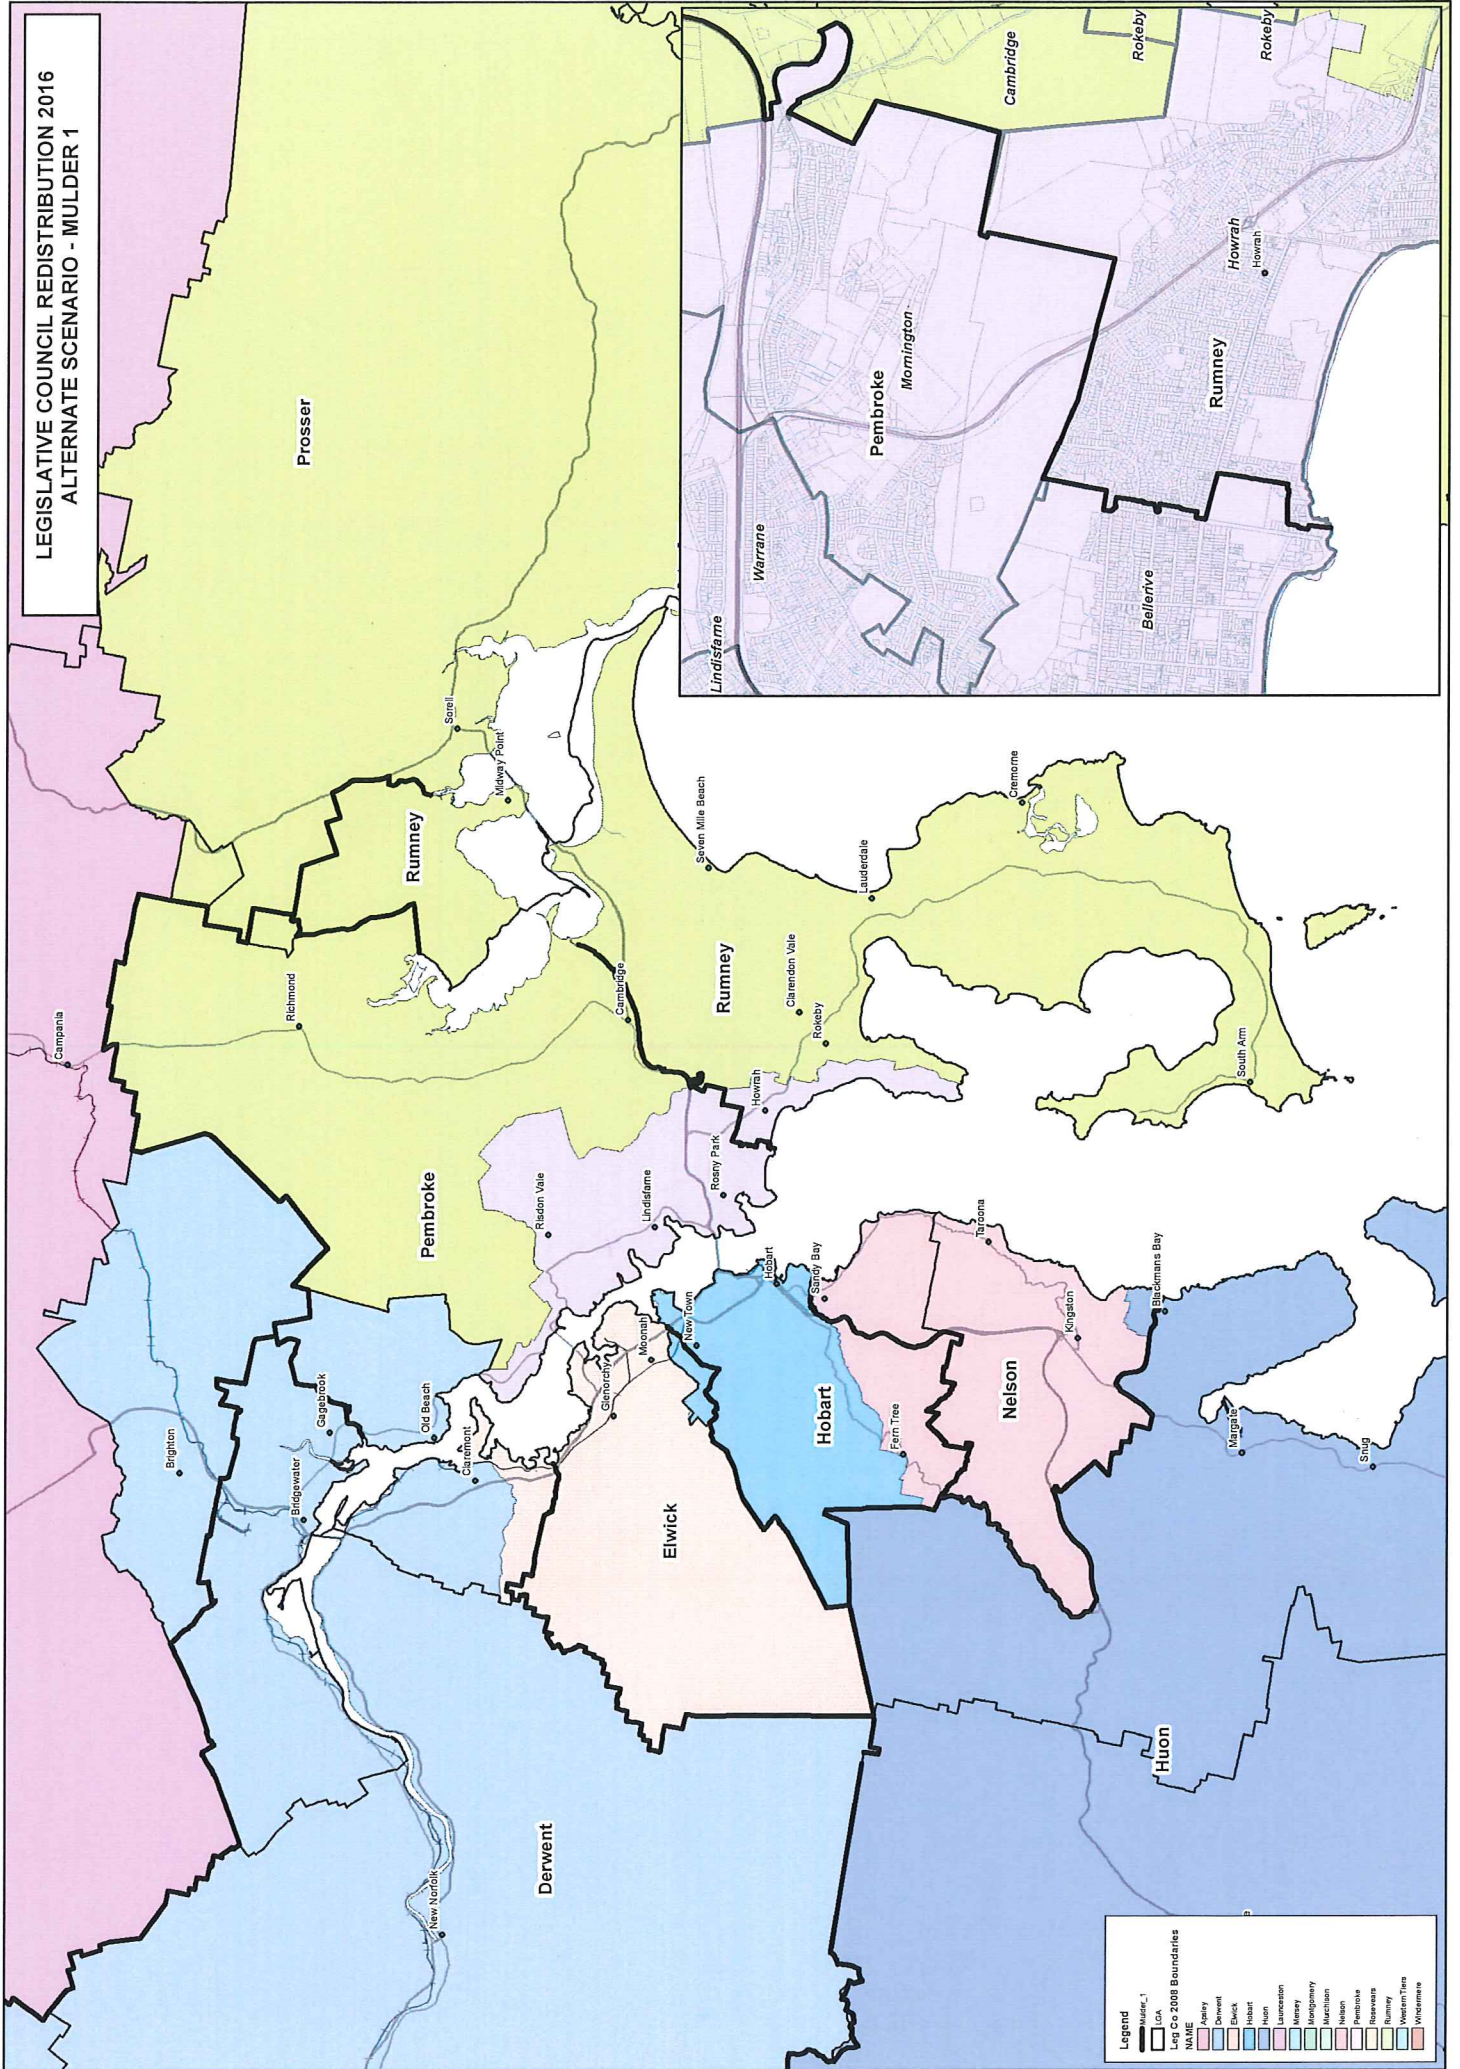 LEGISLATIVE COUNCIL REDISTRIBUTION 2016
ALTERNATE SCENARIO - MULDER 1
Campania
Prosser
Brighton
Richmond
Sorell
Gagebrook
Bridgewater
Rumney
Midway Point
Pembroke
Old Beach
Claremont
New Norfolk
Risdon Vale
Cambridge
Derwent
Glenorchy
Moonah
Lindisfarne
Seven Mile Beach
Elwick
New Town
Rosny Park
Rumney
Howrah
Hobart
Clarendon Vale
Rokeby
Sandy Bay
Hobart
Lauderdale
Fern Tree
Taroona
Nelson
Kingston
Cremorne
Blackmans Bay
Huon
Margate
South Arm
Snug
e
Lindisfarne
Warrane
Pembroke
Mornington
Cambridge
Rokeby
Bellerive
Rumney
Howrah
Howrah
Rokeby
Legend
Mulder_1
LGA
Leg Co 2008 Boundaries
NAME
Apsley
Derwent
Elwick
Hobart
Huon
Launceston
Mersey
Montgomery
Murchison
Nelson
Pembroke
Rosevears
Rumney
Western Tiers
Windermere